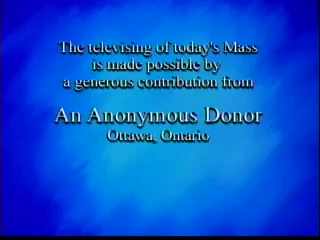 The televising of today's Mass
is made possible by
a generous contribution from
An Anonymous Donor
Ottawa, Ontario